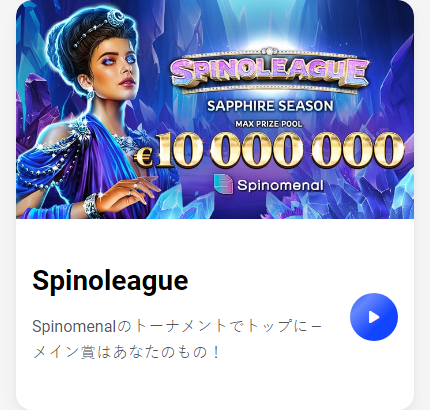 SPINOLEAGUE
SAPPHIRE SEASON
MAX PRIZE POOL
€10 000 000
Spinomenal
Spinoleague
Spinomenalのトーナメントでトップに –
メイン賞はあなたのもの！